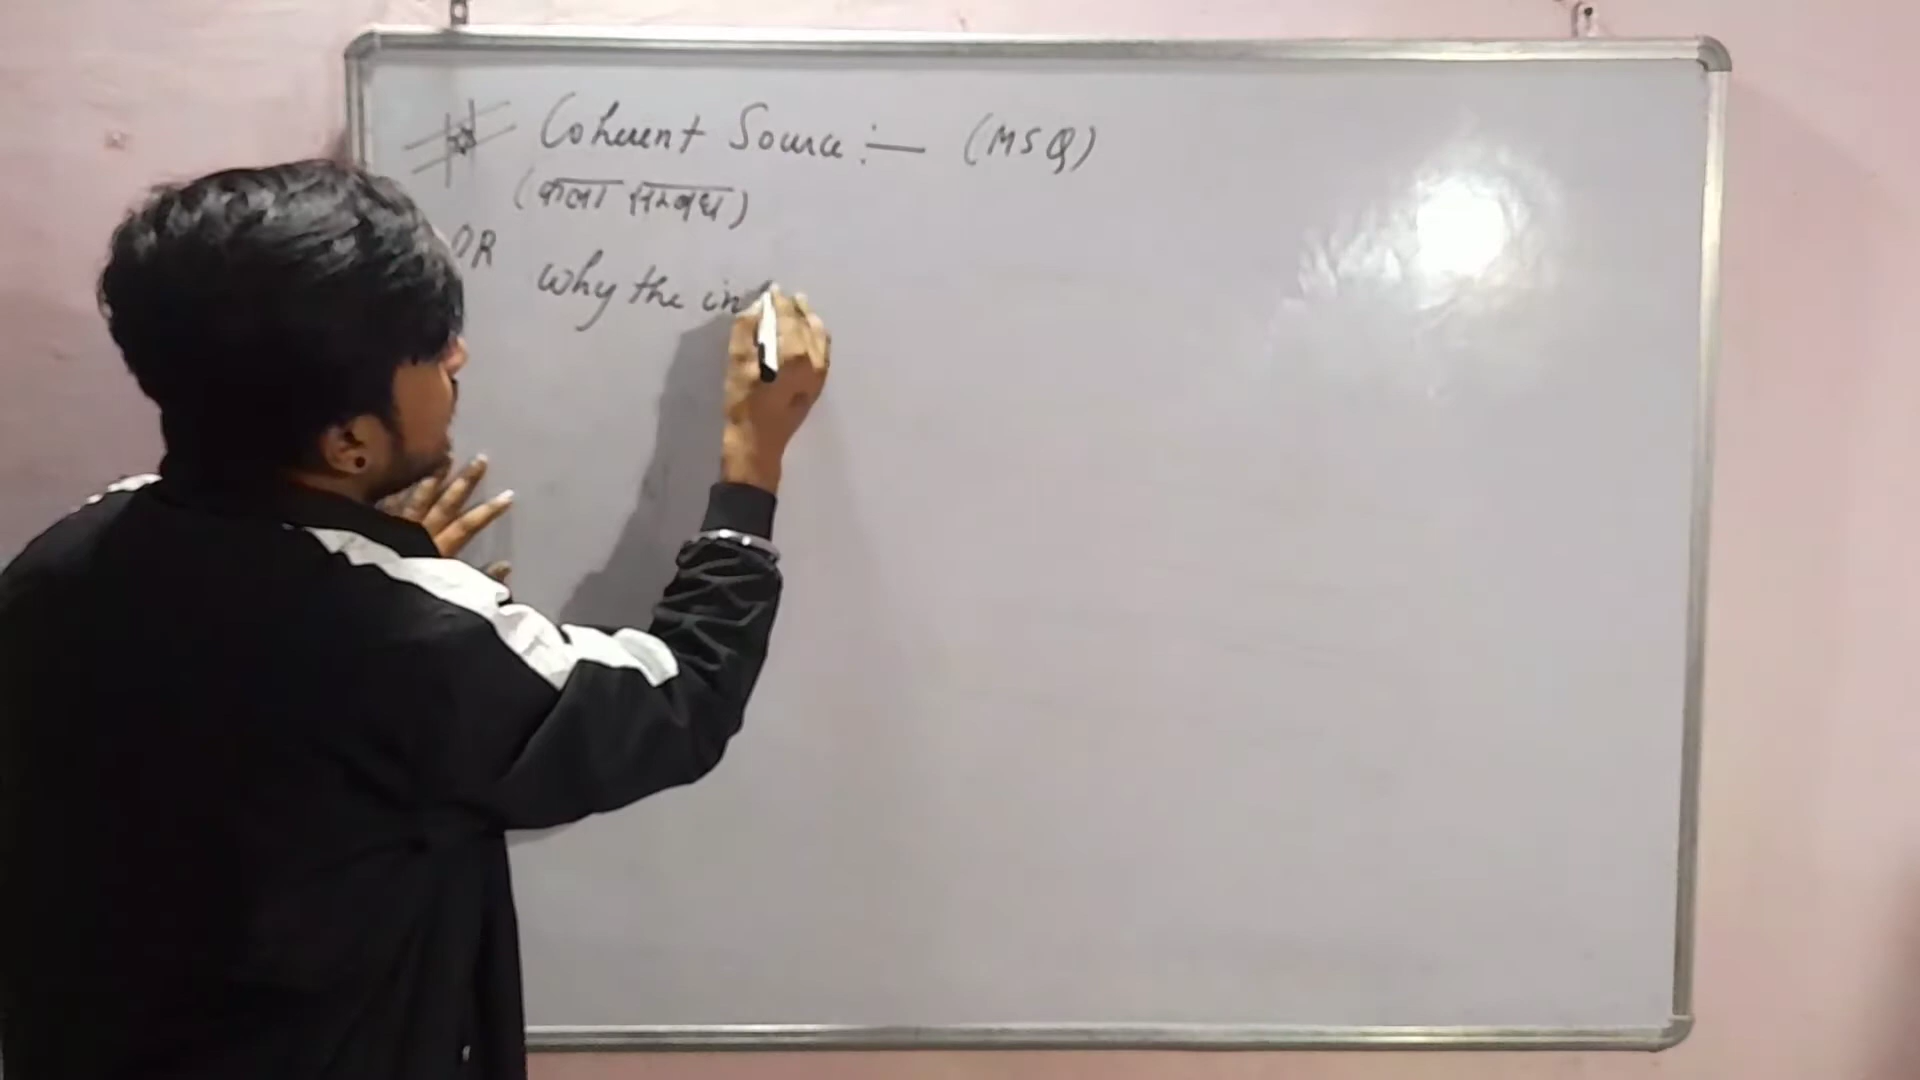 Coherent Source :— (MSQ)
(कला सम्बंध)
OR
why the in